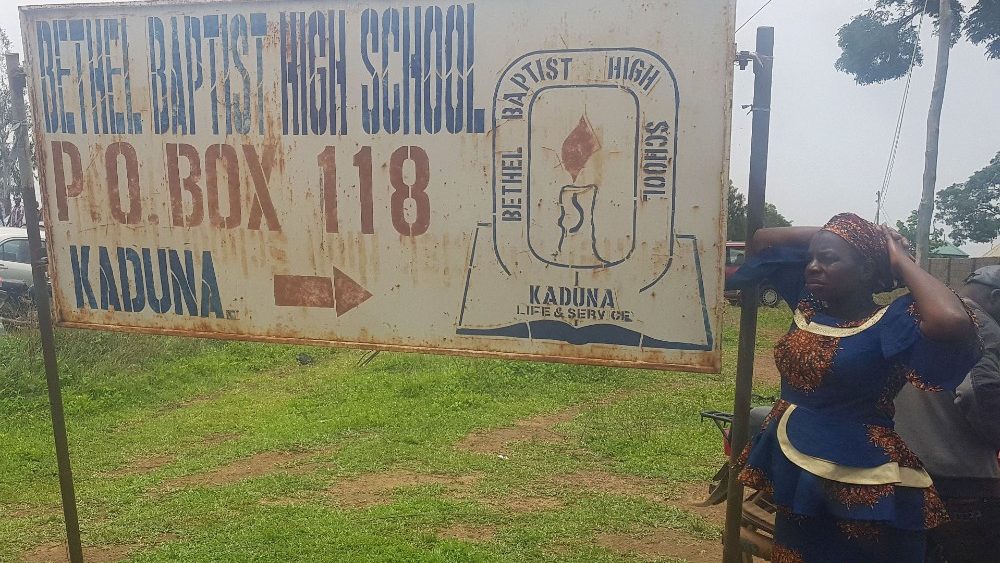 BETHEL BAPTIST HIGH SCHOOL
P.O. BOX 118
KADUNA
BETHEL BAPTIST HIGH SCHOOL
KADUNA
LIFE & SERVICE